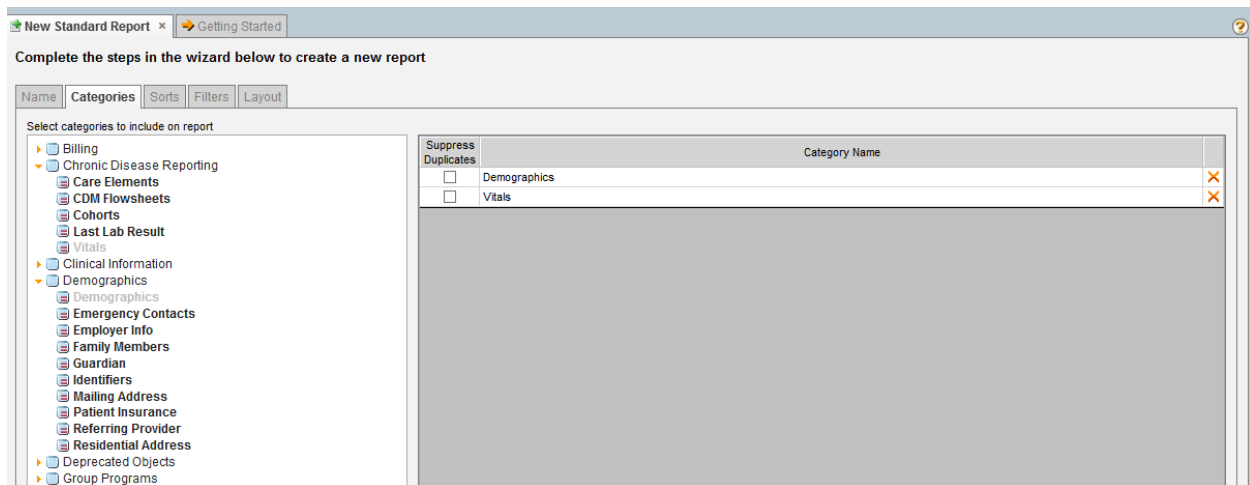 New Standard Report × Getting Started
?
Complete the steps in the wizard below to create a new report
Name Categories Sorts Filters Layout
Select categories to include on report
Billing
Chronic Disease Reporting
Care Elements
CDM Flowsheets
Cohorts
Last Lab Result
Vitals
Clinical Information
Demographics
Demographics
Emergency Contacts
Employer Info
Family Members
Guardian
Identifiers
Mailing Address
Patient Insurance
Referring Provider
Residential Address
Deprecated Objects
Group Programs
Suppress
Duplicates
Category Name
Demographics
Vitals